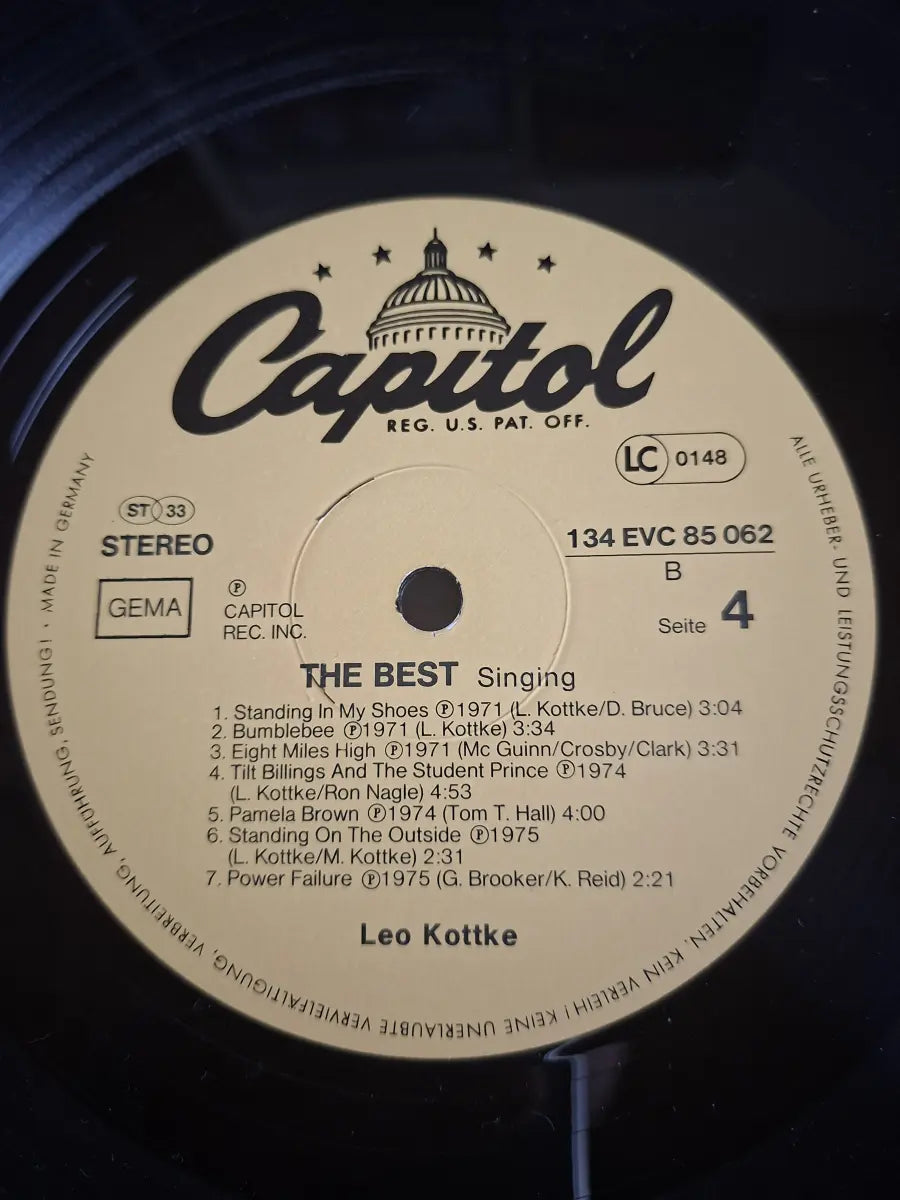 Capitol
REG. U.S. PAT. OFF.
LC 0148
ST 33
STEREO
GEMA
℗
CAPITOL
REC. INC.
134 EVC 85 062
B
Seite 4
THE BEST Singing
1. Standing In My Shoes ℗1971 (L. Kottke/D. Bruce) 3:04
2. Bumblebee ℗1971 (L. Kottke) 3:34
3. Eight Miles High ℗1971 (Mc Guinn/Crosby/Clark) 3:31
4. Tilt Billings And The Student Prince ℗1974
(L. Kottke/Ron Nagle) 4:53
5. Pamela Brown ℗1974 (Tom T. Hall) 4:00
6. Standing On The Outside ℗1975
(L. Kottke/M. Kottke) 2:31
7. Power Failure ℗1975 (G. Brooker/K. Reid) 2:21
Leo Kottke
ALLE URHEBER- UND LEISTUNGSSCHUTZRECHTE VORBEHALTEN. KEIN VERLEIH! KEINE UNERLAUBTE VERVIELFÄLTIGUNG, VERBREITUNG, AUFFÜHRUNG, SENDUNG! · MADE IN GERMANY